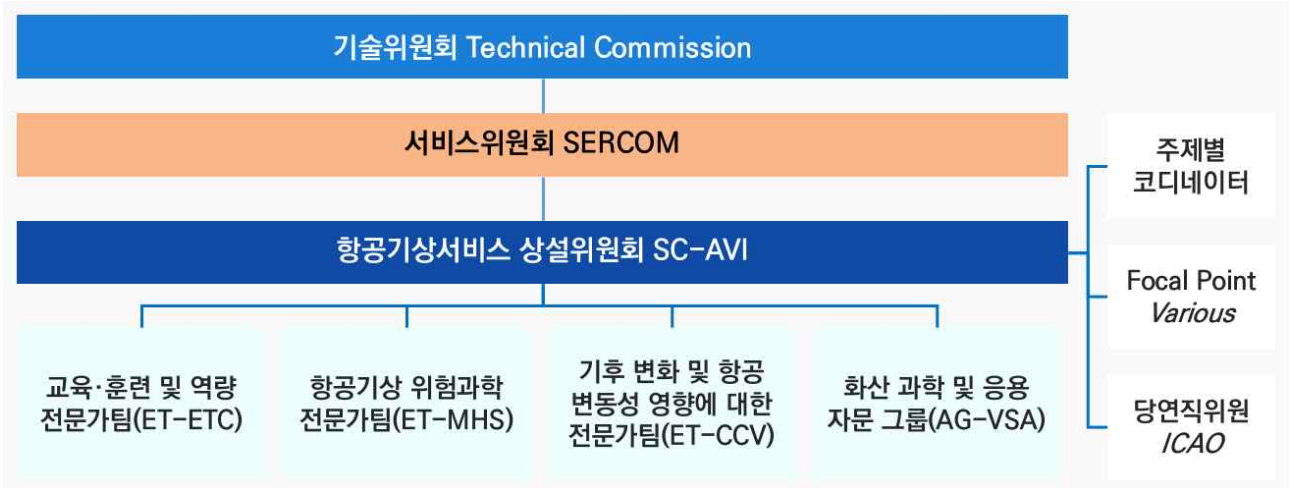 기술위원회 Technical Commission
서비스위원회 SERCOM
항공기상서비스 상설위원회 SC-AVI
주제별
코디네이터
Focal Point
Various
당연직위원
ICAO
교육·훈련 및 역량
전문가팀(ET-ETC)
항공기상 위험과학
전문가팀(ET-MHS)
기후 변화 및 항공
변동성 영향에 대한
전문가팀(ET-CCV)
화산 과학 및 응용
자문 그룹(AG-VSA)